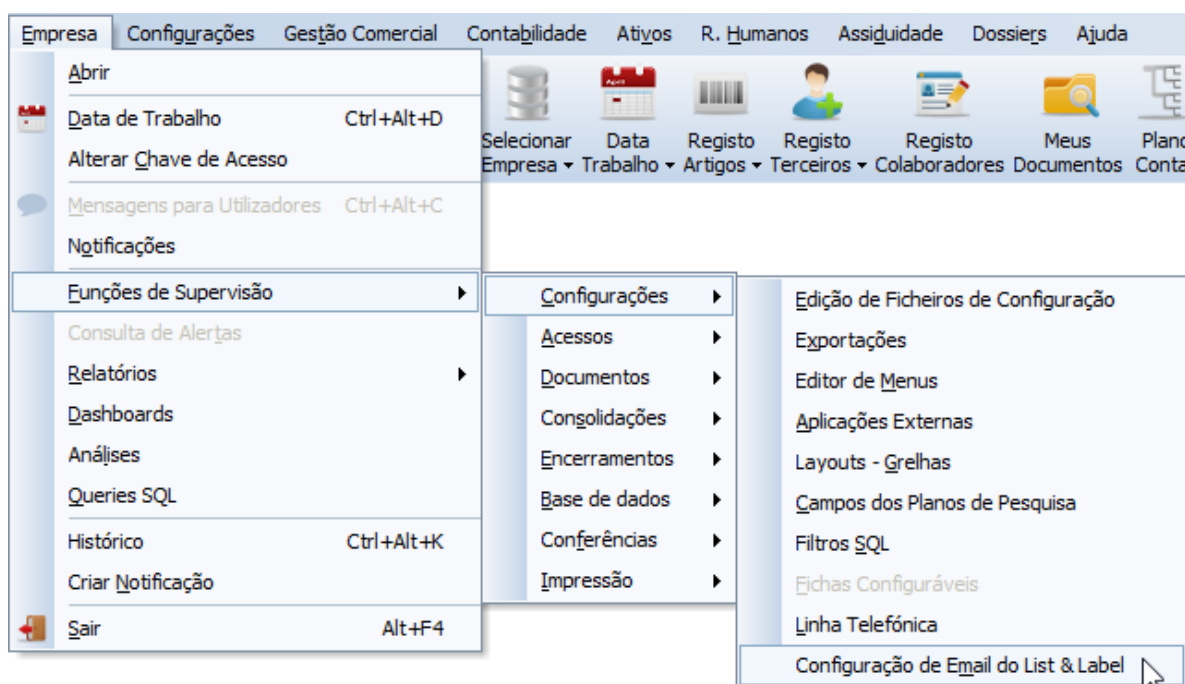 Empresa Configurações Gestão Comercial Contabilidade Ativos R. Humanos Assiduidade Dossiers Ajuda
Selecionar Empresa
Data Trabalho
Registo Artigos
Registo Terceiros
Registo Colaboradores
Meus Documentos
Abrir
Data de Trabalho Ctrl+Alt+D
Alterar Chave de Acesso
Mensagens para Utilizadores Ctrl+Alt+C
Notificações
Funções de Supervisão
Consulta de Alertas
Relatórios
Dashboards
Análises
Queries SQL
Histórico Ctrl+Alt+K
Criar Notificação
Sair Alt+F4
Configurações
Acessos
Documentos
Consolidações
Encerramentos
Base de dados
Conferências
Impressão
Edição de Ficheiros de Configuração
Exportações
Editor de Menus
Aplicações Externas
Layouts - Grelhas
Campos dos Planos de Pesquisa
Filtros SQL
Fichas Configuráveis
Linha Telefónica
Configuração de Email do List & Label